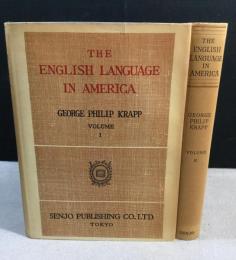 THE
ENGLISH LANGUAGE
IN AMERICA
GEORGE PHILIP KRAPP
VOLUME
I
SENJO PUBLISHING CO., LTD.
TOKYO
THE
ENGLISH
LANGUAGE
IN AMERICA
GEORGE
PHILIP
KRAPP
VOLUME
II
SENJO